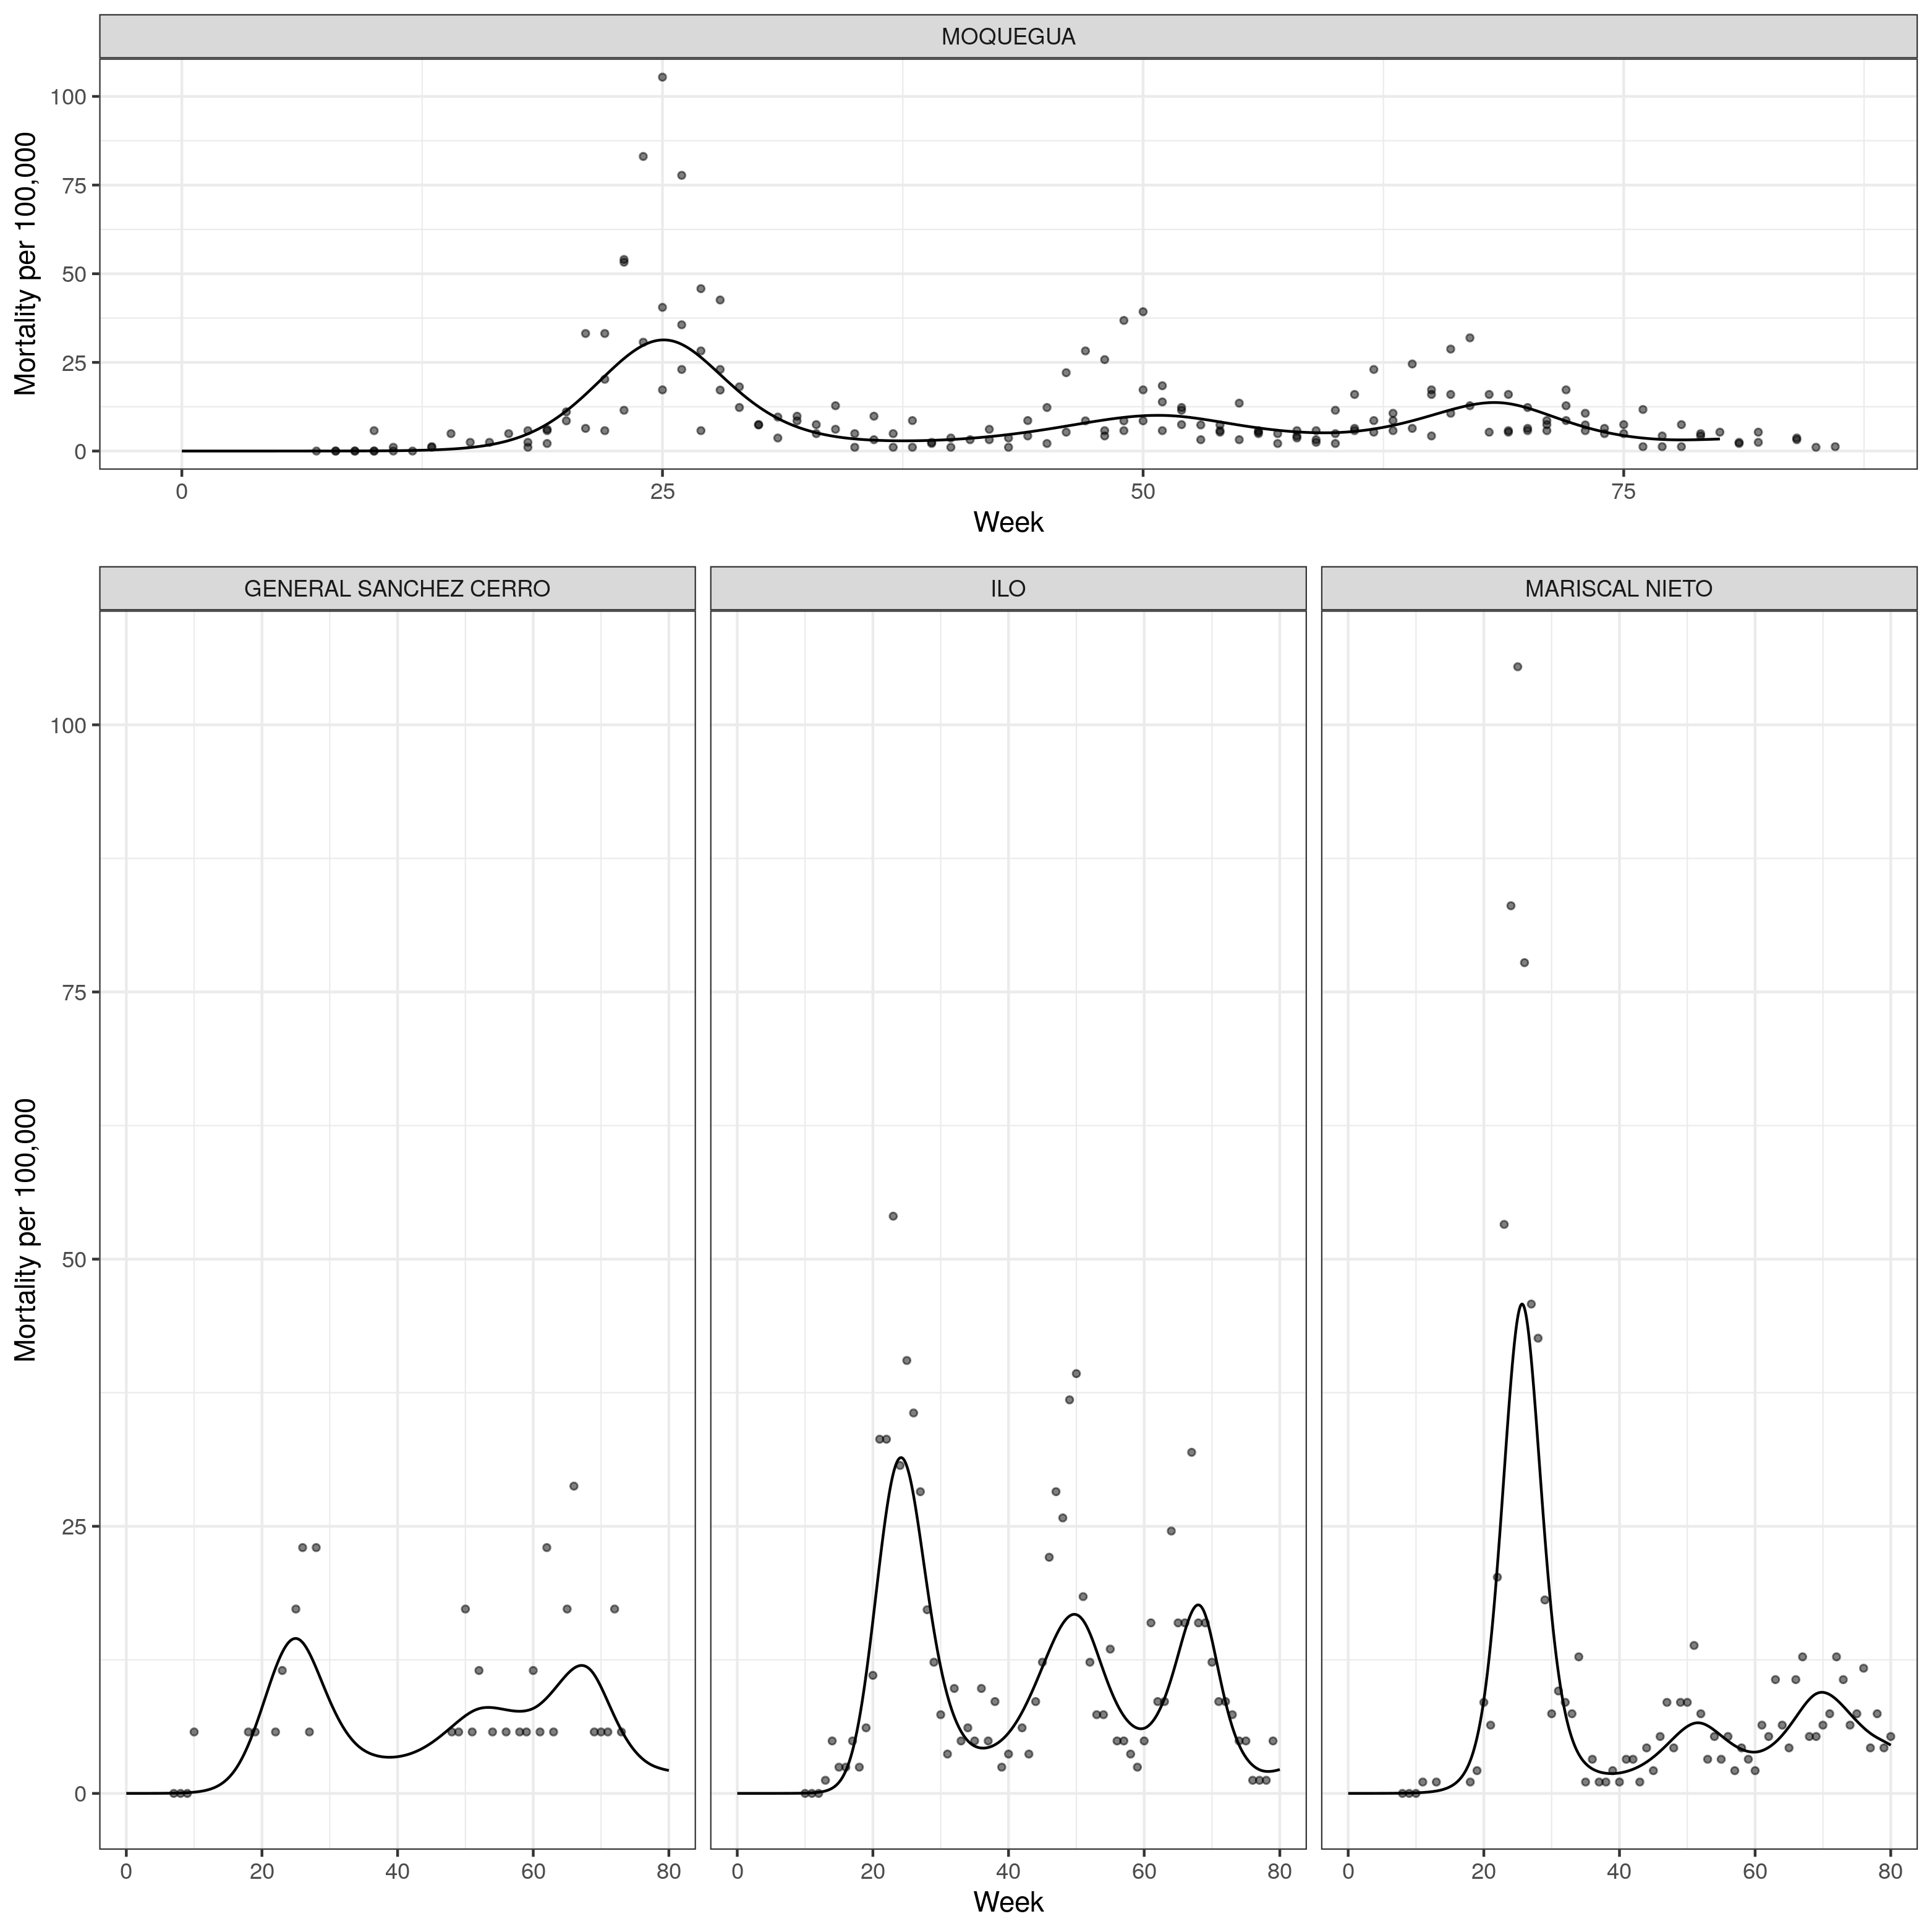 MOQUEGUA
Mortality per 100,000
100
75
50
25
0
0 25 50 75
Week
GENERAL SANCHEZ CERRO ILO MARISCAL NIETO
Mortality per 100,000
100
75
50
25
0
0 20 40 60 80 0 20 40 60 80 0 20 40 60 80
Week